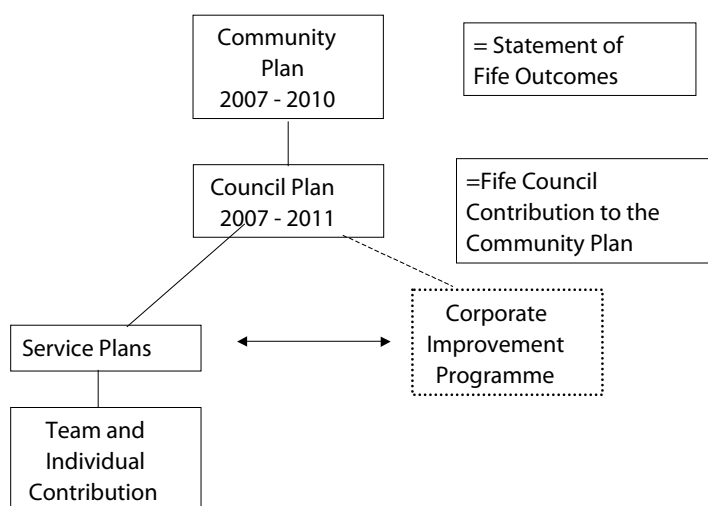 Community
Plan
2007 - 2010
= Statement of
Fife Outcomes
Council Plan
2007 - 2011
=Fife Council
Contribution to the
Community Plan
Service Plans
Corporate
Improvement
Programme
Team and
Individual
Contribution